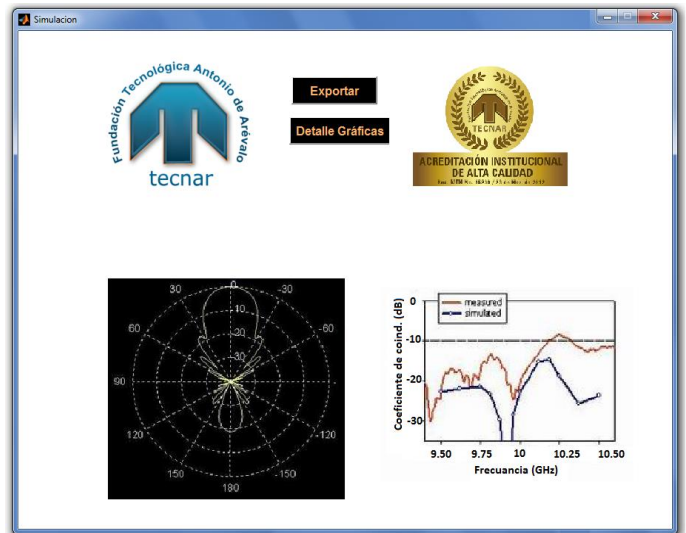 Simulacion
Fundación Tecnológica Antonio de Arévalo
tecnar
Exportar
Detalle Gráficas
TECNAR
ACREDITACIÓN INSTITUCIONAL
DE ALTA CALIDAD
30
0
-30
-10
60
-20
-60
-30
90
120
-120
150
-150
180
Coeficiente de coind. (dB)
measured
simulated
0
-10
-20
-30
9.50
9.75
10
10.25
10.50
Frecuancia (GHz)